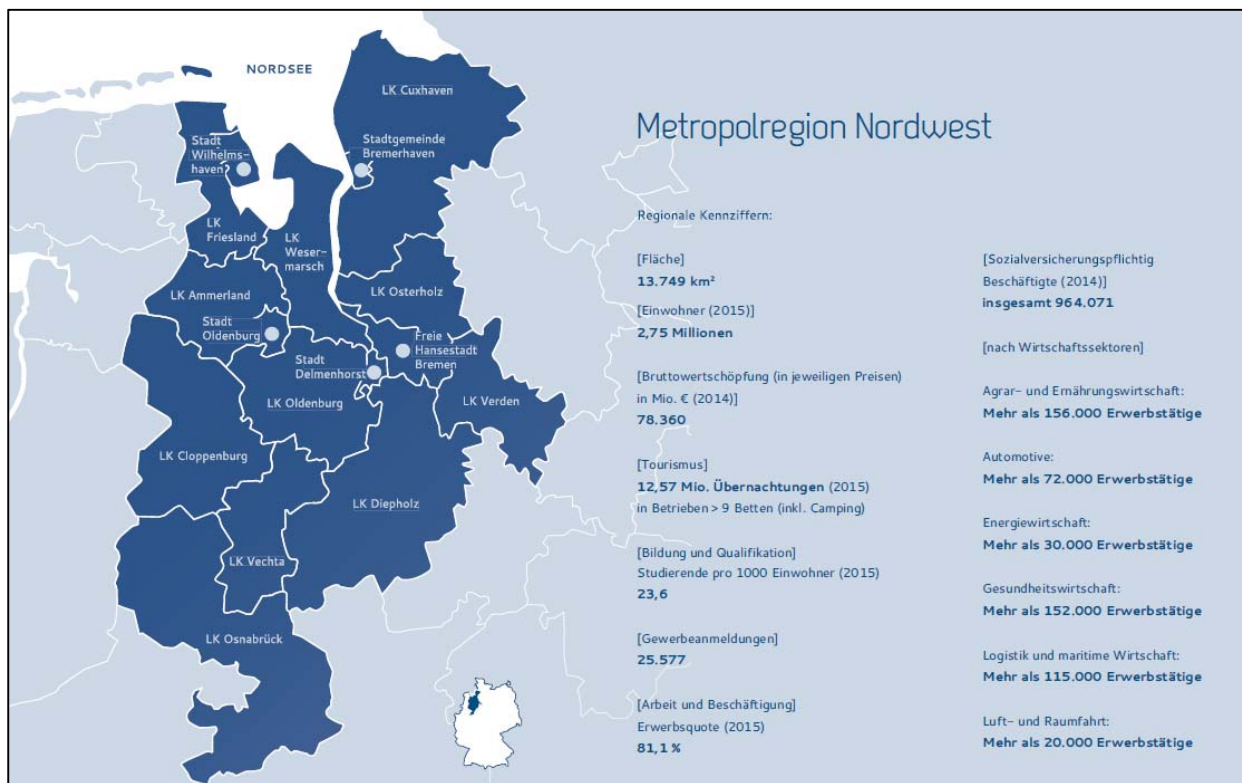 NORDSEE
LK Cuxhaven
Stadt
Wilhelms-
haven
Stadtgemeinde
Bremerhaven
LK
Friesland
LK
Weser-
marsch
LK Ammerland
LK Osterholz
Stadt
Oldenburg
Freie
Hansestadt
Bremen
Stadt
Delmenhorst
LK Oldenburg
LK Verden
LK Cloppenburg
LK Diepholz
LK Vechta
LK Osnabrück
Metropolregion Nordwest
Regionale Kennziffern:
[Fläche]
13.749 km²
[Einwohner (2015)]
2,75 Millionen
[Bruttowertschöpfung (in jeweiligen Preisen)
in Mio. € (2014)]
78.360
[Tourismus]
12,57 Mio. Übernachtungen (2015)
in Betrieben > 9 Betten (inkl. Camping)
[Bildung und Qualifikation]
Studierende pro 1000 Einwohner (2015)
23,6
[Gewerbeanmeldungen]
25.577
[Arbeit und Beschäftigung]
Erwerbsquote (2015)
81,1 %
[Sozialversicherungspflichtig
Beschäftigte (2014)]
insgesamt 964.071
[nach Wirtschaftssektoren]
Agrar- und Ernährungswirtschaft:
Mehr als 156.000 Erwerbstätige
Automotive:
Mehr als 72.000 Erwerbstätige
Energiewirtschaft:
Mehr als 30.000 Erwerbstätige
Gesundheitswirtschaft:
Mehr als 152.000 Erwerbstätige
Logistik und maritime Wirtschaft:
Mehr als 115.000 Erwerbstätige
Luft- und Raumfahrt:
Mehr als 20.000 Erwerbstätige